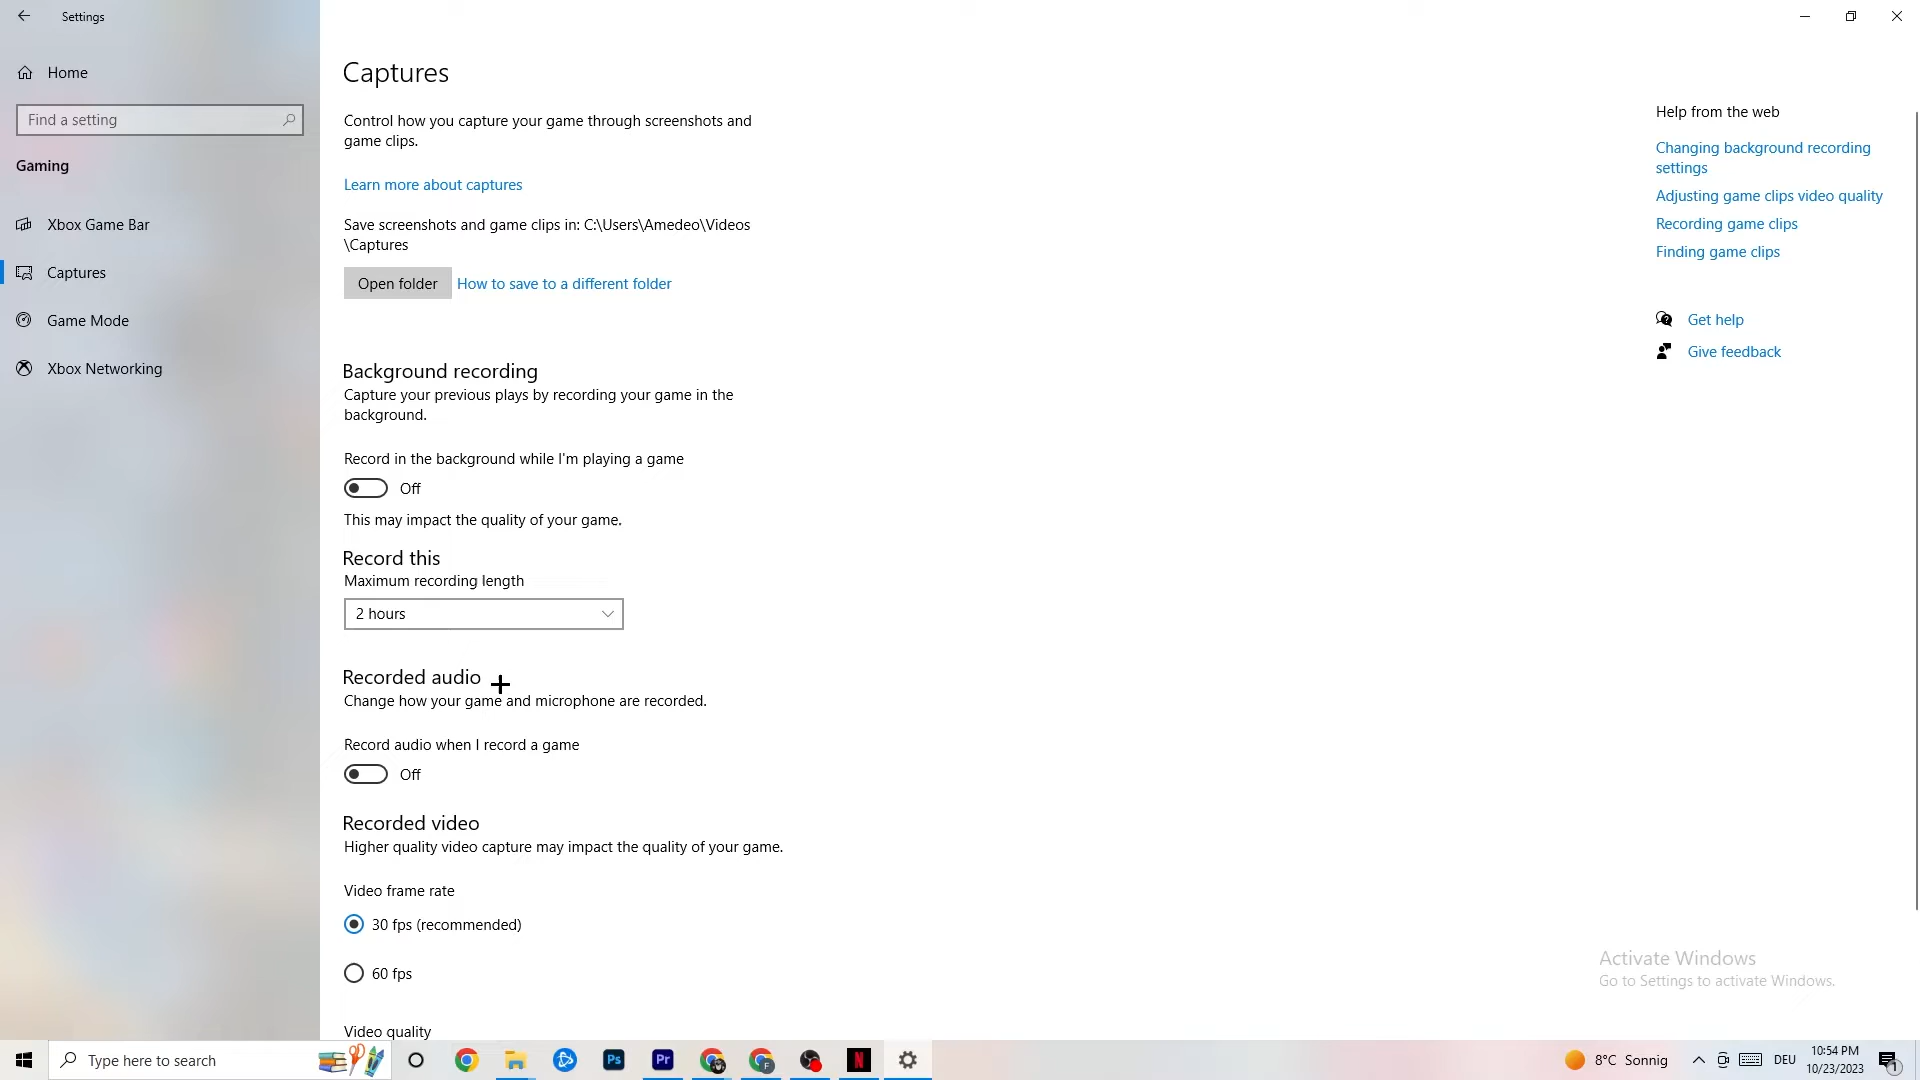 Settings
Home
Find a setting
Gaming
Xbox Game Bar
Captures
Game Mode
Xbox Networking
Captures
Control how you capture your game through screenshots and
game clips.
Learn more about captures
Save screenshots and game clips in: C:\Users\Amedeo\Videos
\Captures
Open folder
How to save to a different folder
Background recording
Capture your previous plays by recording your game in the
background.
Record in the background while I'm playing a game
Off
This may impact the quality of your game.
Record this
Maximum recording length
2 hours
Recorded audio
Change how your game and microphone are recorded.
Record audio when I record a game
Off
Recorded video
Higher quality video capture may impact the quality of your game.
Video frame rate
30 fps (recommended)
60 fps
Video quality
Help from the web
Changing background recording
settings
Adjusting game clips video quality
Recording game clips
Finding game clips
Get help
Give feedback
Activate Windows
Go to Settings to activate Windows.
Type here to search
Ps
Pr
F
N
8°C Sonnig
DEU
10:54 PM
10/23/2023
1